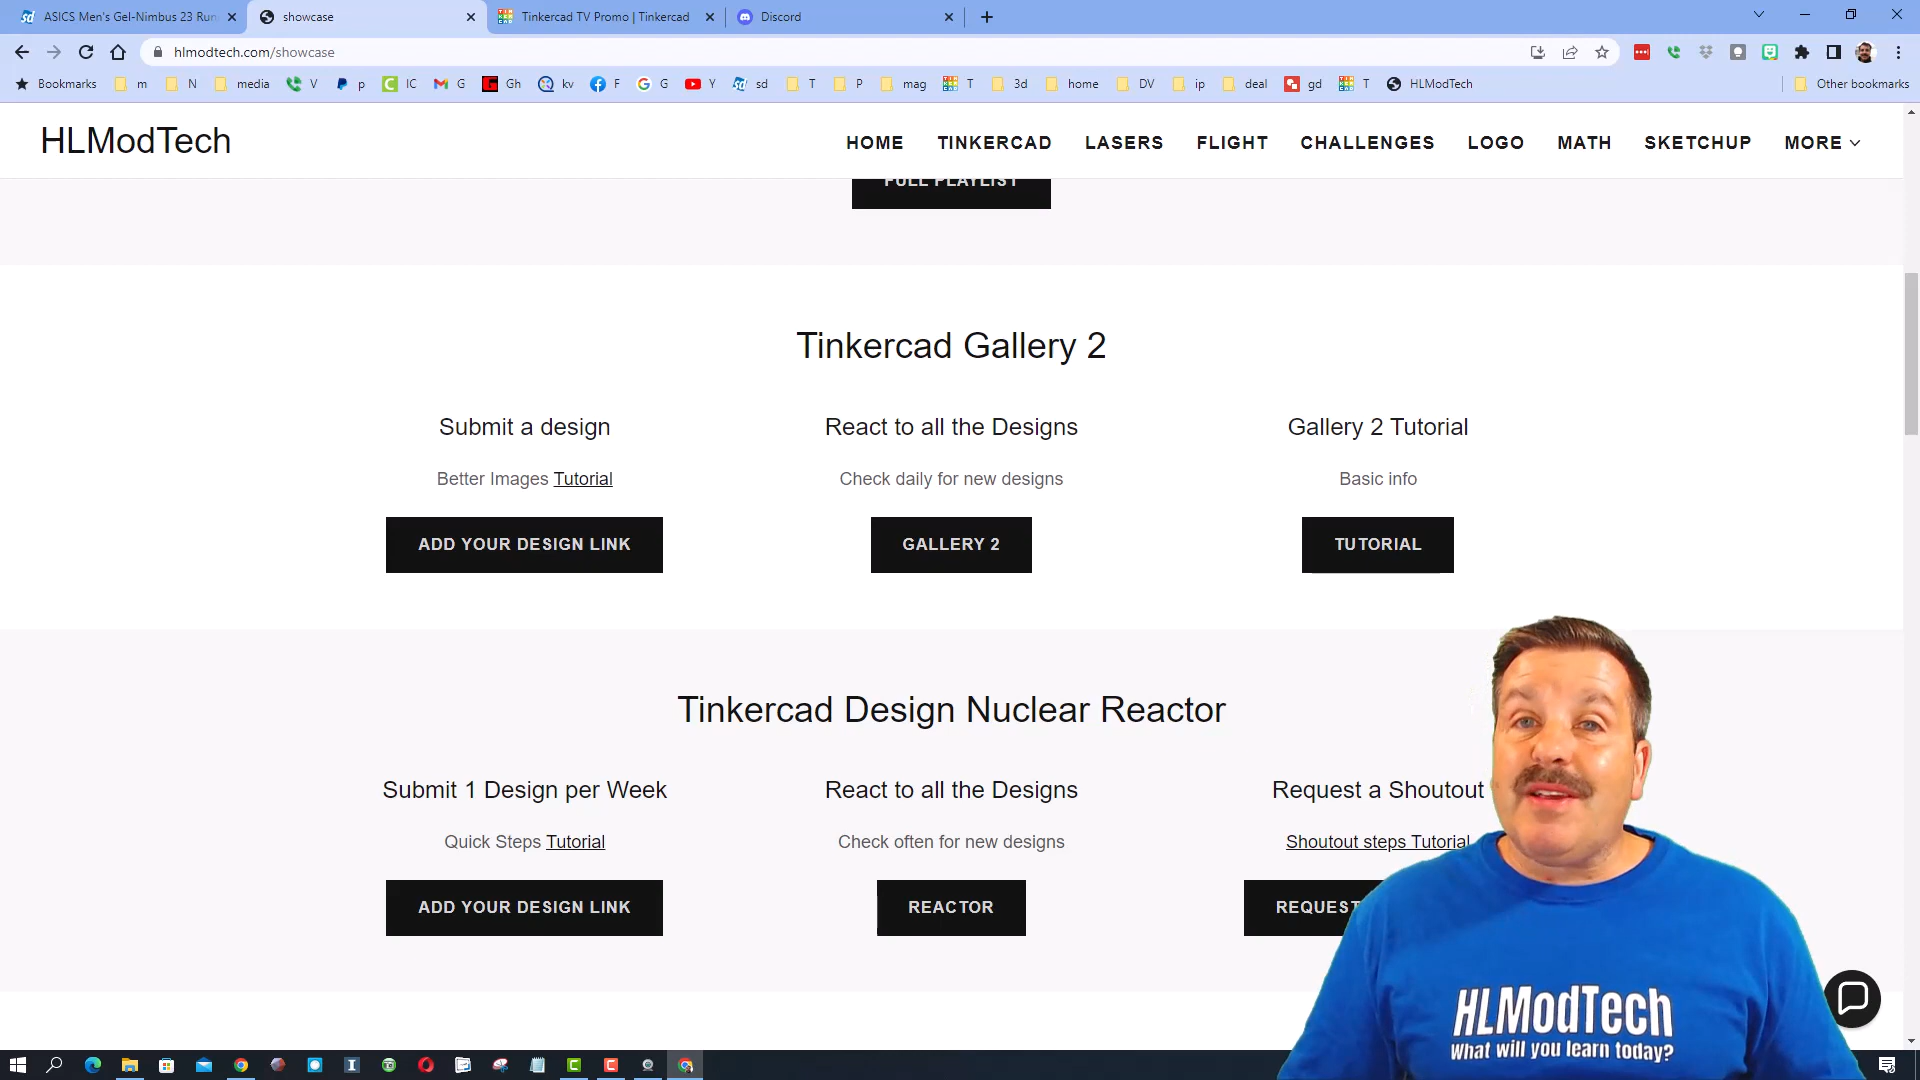 ASICS Men's Gel-Nimbus 23 Run
showcase
Tinkercad TV Promo | Tinkercad
Discord
hlmodtech.com/showcase
Bookmarks m N media V p IC G Gh kv F G Y sd T P mag T 3d home DV ip deal gd T HLModTech Other bookmarks
HLModTech
HOME TINKERCAD LASERS FLIGHT CHALLENGES LOGO MATH SKETCHUP MORE
FULL PLAYLIST
Tinkercad Gallery 2
Submit a design
Better Images Tutorial
ADD YOUR DESIGN LINK
React to all the Designs
Check daily for new designs
GALLERY 2
Gallery 2 Tutorial
Basic info
TUTORIAL
Tinkercad Design Nuclear Reactor
Submit 1 Design per Week
Quick Steps Tutorial
ADD YOUR DESIGN LINK
React to all the Designs
Check often for new designs
REACTOR
Request a Shoutout
Shoutout steps Tutorial
REQUEST
HLModTech
What will you learn today?